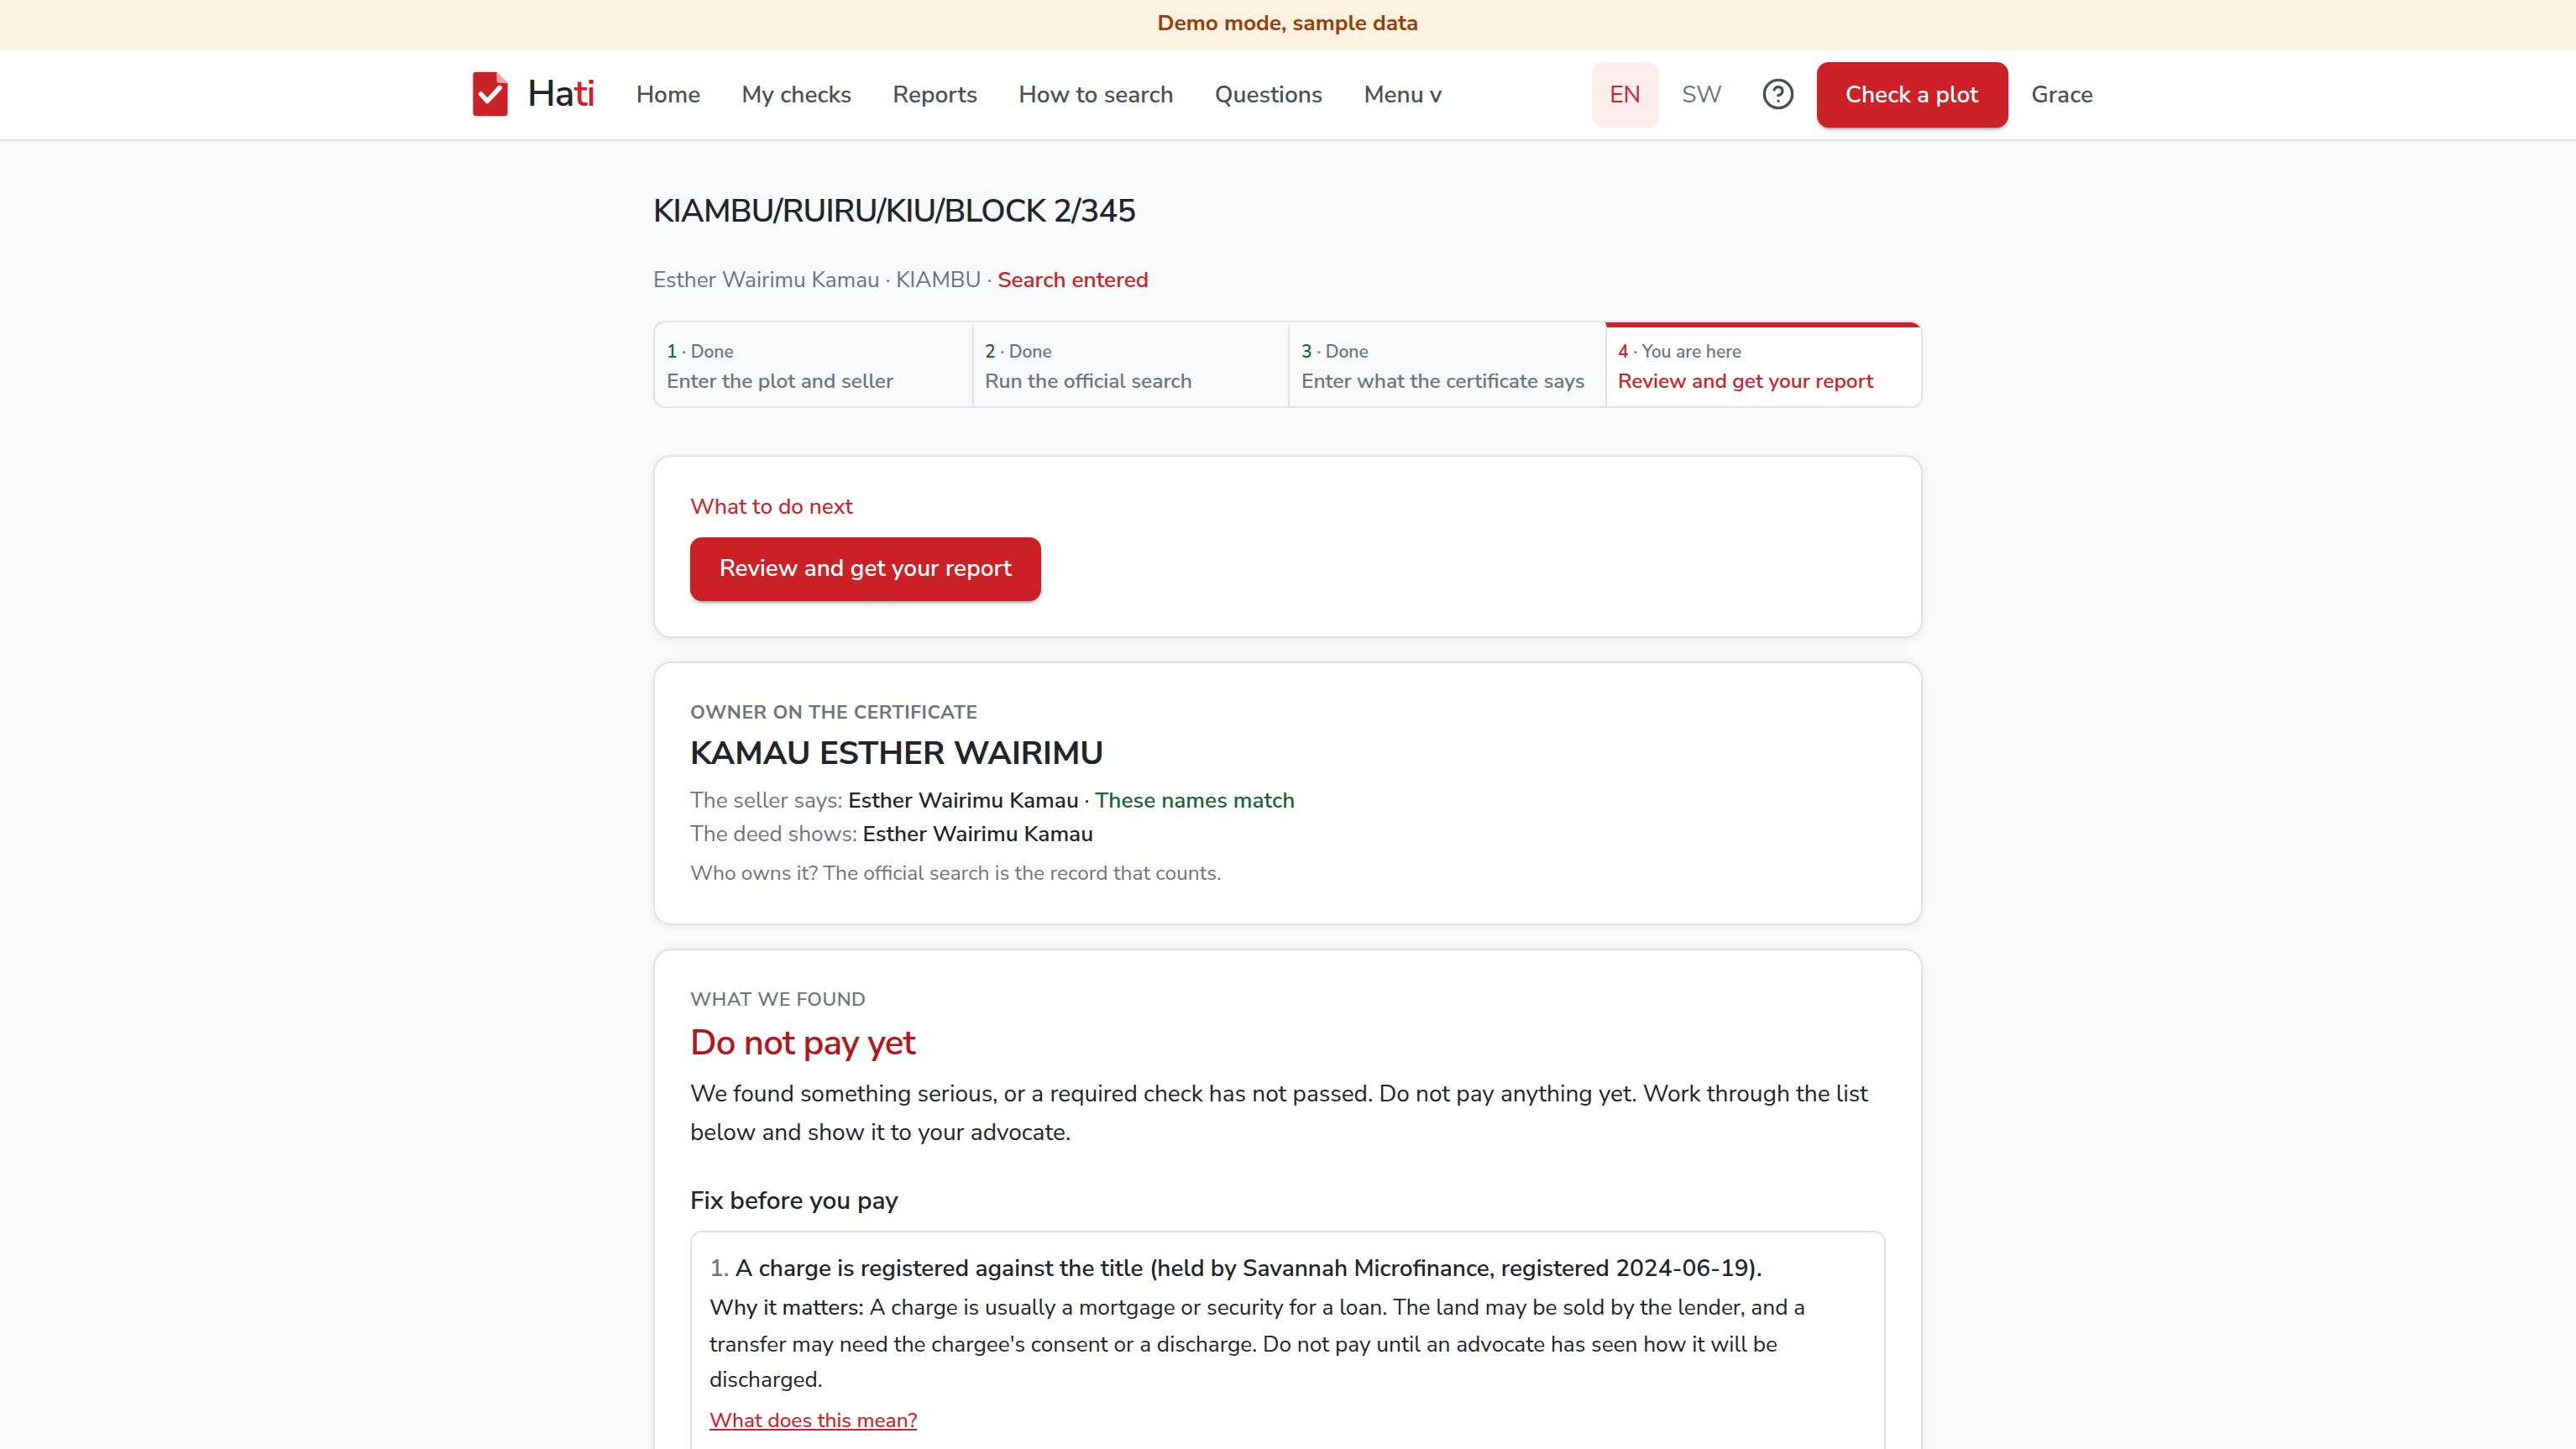 Demo mode, sample data
Hati Home My checks Reports How to search Questions Menu v EN SW ? Check a plot Grace
KIAMBU/RUIRU/KIU/BLOCK 2/345
Esther Wairimu Kamau · KIAMBU · Search entered
1 · Done
Enter the plot and seller
2 · Done
Run the official search
3 · Done
Enter what the certificate says
4 · You are here
Review and get your report
What to do next
Review and get your report
OWNER ON THE CERTIFICATE
KAMAU ESTHER WAIRIMU
The seller says: Esther Wairimu Kamau · These names match
The deed shows: Esther Wairimu Kamau
Who owns it? The official search is the record that counts.
WHAT WE FOUND
Do not pay yet
We found something serious, or a required check has not passed. Do not pay anything yet. Work through the list
below and show it to your advocate.
Fix before you pay
1. A charge is registered against the title (held by Savannah Microfinance, registered 2024-06-19).
Why it matters: A charge is usually a mortgage or security for a loan. The land may be sold by the lender, and a
transfer may need the chargee's consent or a discharge. Do not pay until an advocate has seen how it will be
discharged.
What does this mean?